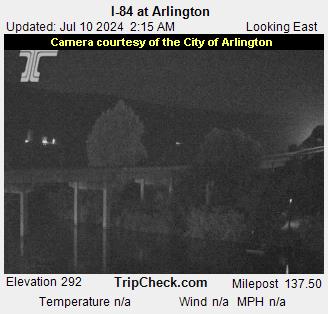 I-84 at Arlington
Updated: Jul 10 2024 2:15 AM Looking East
Camera courtesy of the City of Arlington
Elevation 292 TripCheck.com Milepost 137.50
Temperature n/a Wind n/a MPH n/a